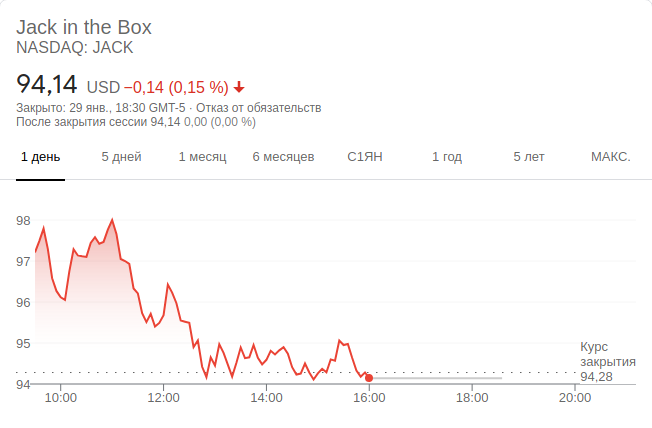 Jack in the Box
NASDAQ: JACK
94,14 USD −0,14 (0,15 %)
Закрыто: 29 янв., 18:30 GMT-5 · Отказ от обязательств
После закрытия сессии 94,14 0,00 (0,00 %)
1 день 5 дней 1 месяц 6 месяцев С1ЯН 1 год 5 лет МАКС.
98
97
96
95
Курс
закрытия
94,28
94
10:00 12:00 14:00 16:00 18:00 20:00